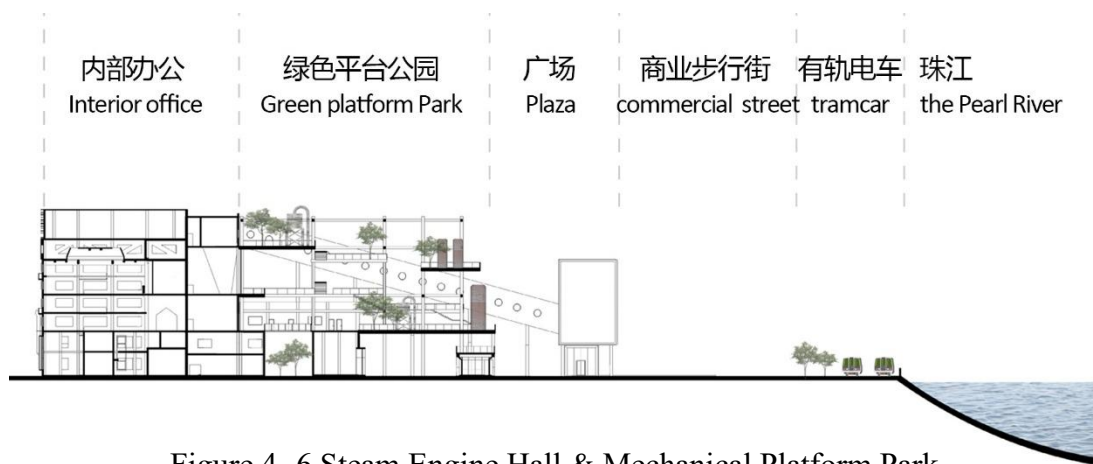 内部办公
Interior office
绿色平台公园
Green platform Park
广场
Plaza
商业步行街
commercial street
有轨电车
tramcar
珠江
the Pearl River
Figure 4- 6 Steam Engine Hall & Mechanical Platform Park